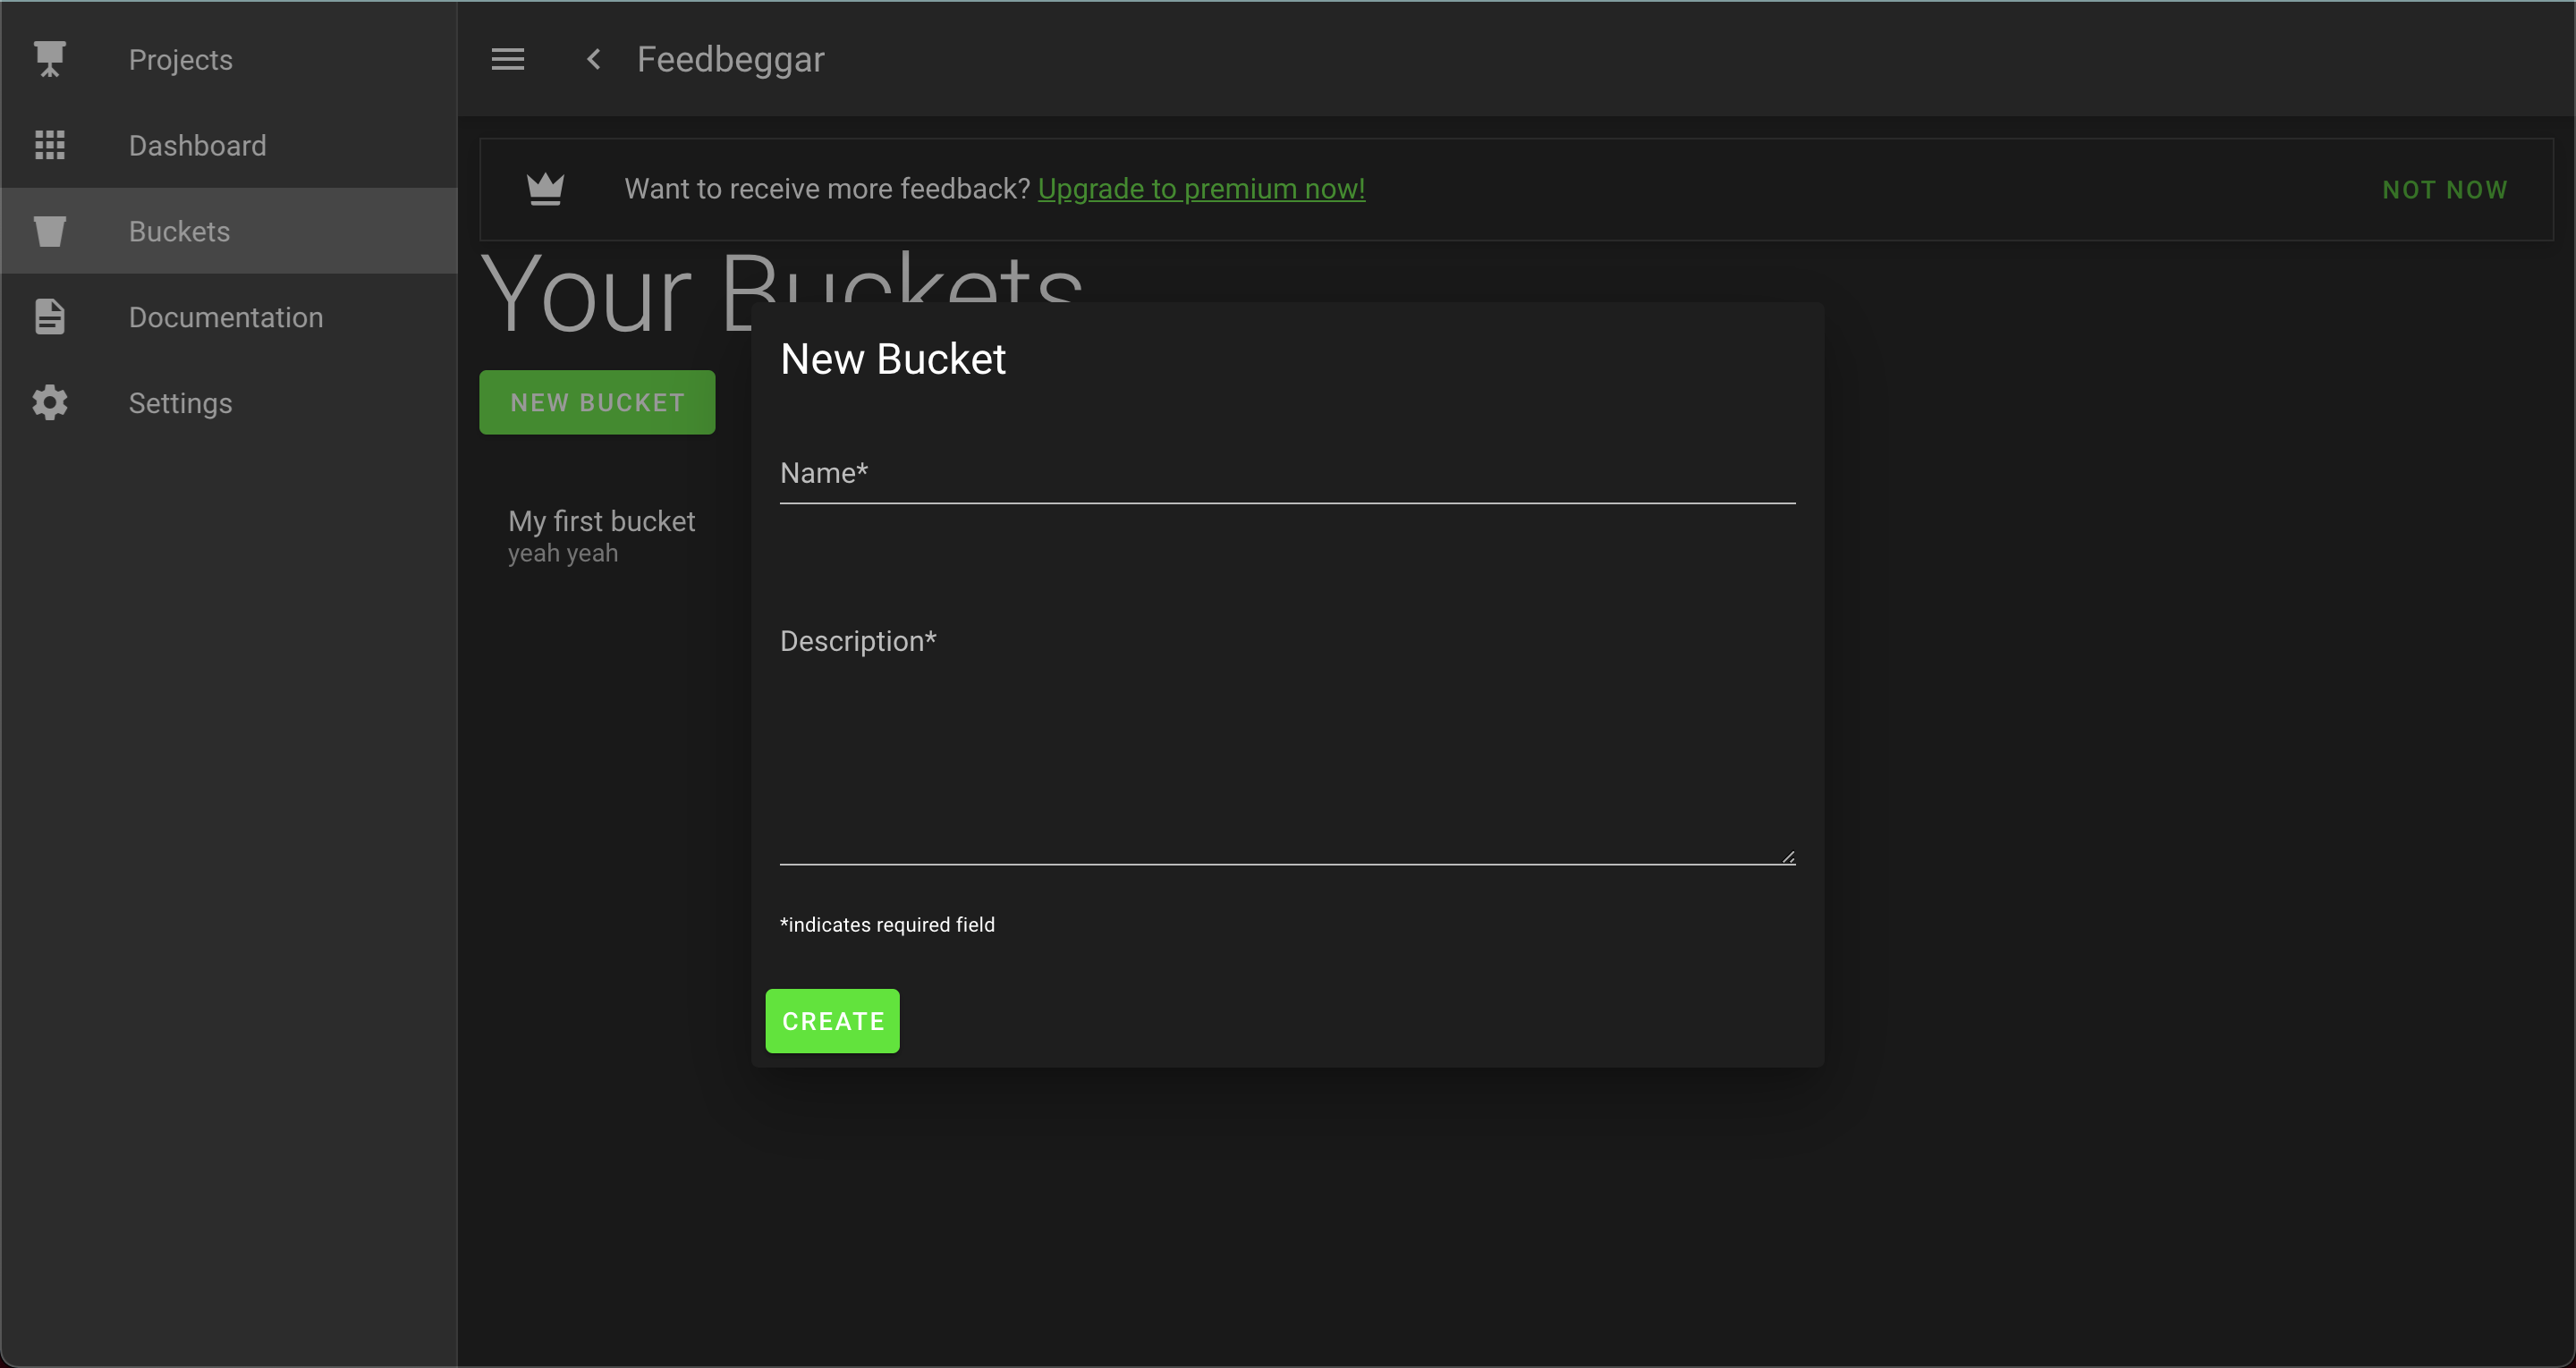 Projects
Dashboard
Buckets
Documentation
Settings
Feedbeggar
Want to receive more feedback? Upgrade to premium now!
NOT NOW
Your Buckets
NEW BUCKET
My first bucket
yeah yeah
New Bucket
Name*
Description*
*indicates required field
CREATE